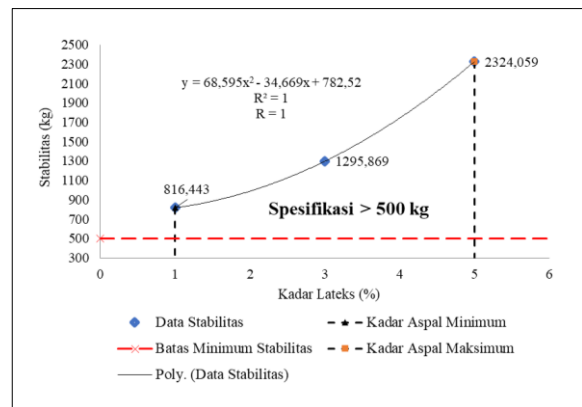 2500
2300
2100
1900
1700
1500
1300
1100
900
700
500
300
Stabilitas (kg)
y = 68,595x² - 34,669x + 782,52
R² = 1
R = 1
2324,059
1295,869
816,443
Spesifikasi > 500 kg
0 1 2 3 4 5 6
Kadar Lateks (%)
Data Stabilitas
Kadar Aspal Minimum
Batas Minimum Stabilitas
Kadar Aspal Maksimum
Poly. (Data Stabilitas)